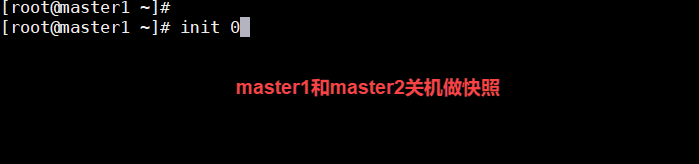 [root@master1 ~]#
[root@master1 ~]# init 0
master1和master2关机做快照